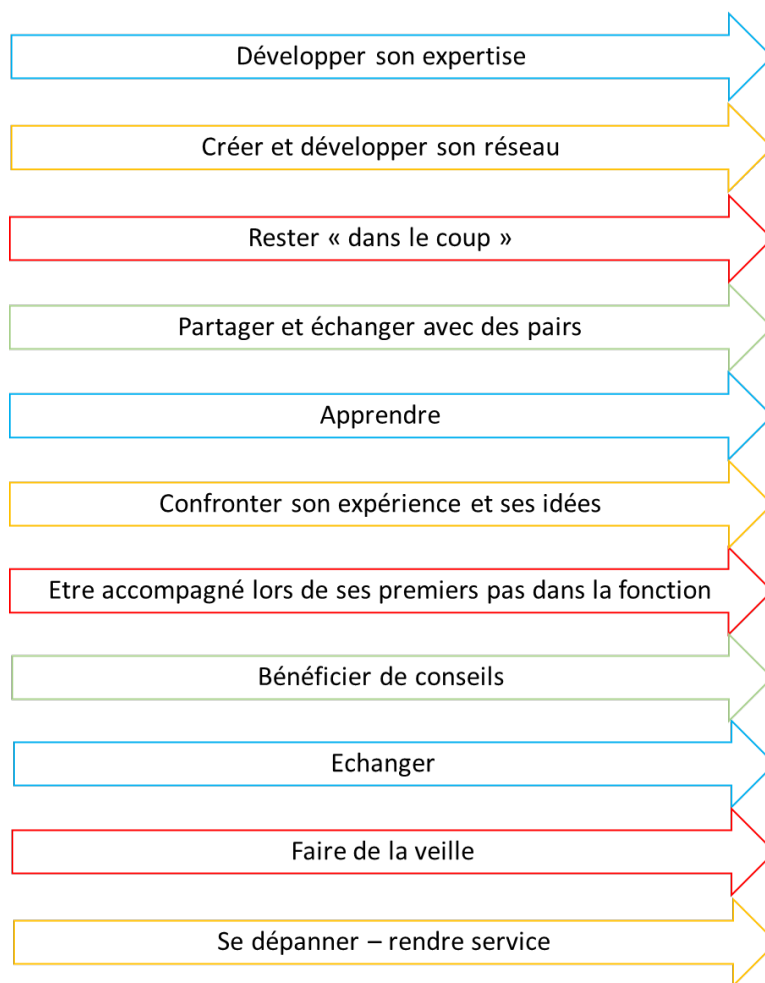 Développer son expertise
Créer et développer son réseau
Rester « dans le coup »
Partager et échanger avec des pairs
Apprendre
Confronter son expérience et ses idées
Etre accompagné lors de ses premiers pas dans la fonction
Bénéficier de conseils
Echanger
Faire de la veille
Se dépanner – rendre service